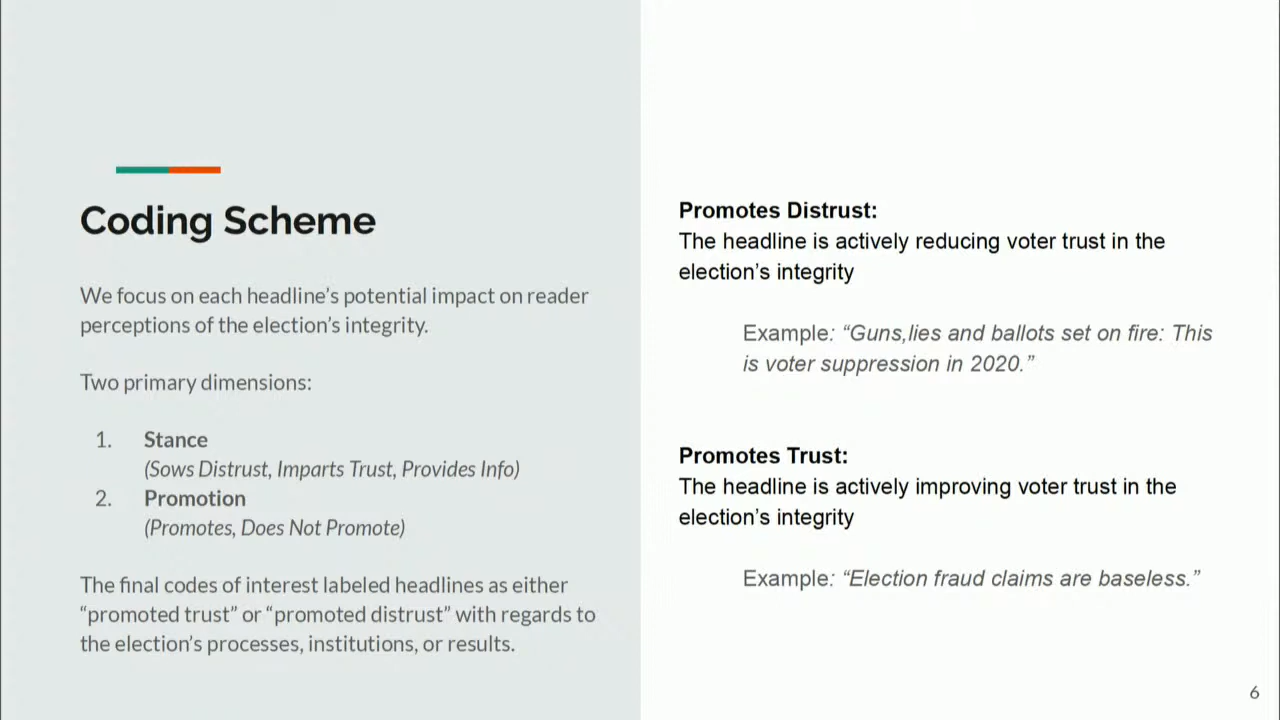 Coding Scheme
We focus on each headline's potential impact on reader
perceptions of the election's integrity.
Two primary dimensions:
1. Stance
(Sows Distrust, Imparts Trust, Provides Info)
2. Promotion
(Promotes, Does Not Promote)
The final codes of interest labeled headlines as either
“promoted trust” or “promoted distrust” with regards to
the election's processes, institutions, or results.
Promotes Distrust:
The headline is actively reducing voter trust in the
election's integrity
Example: “Guns,lies and ballots set on fire: This
is voter suppression in 2020.”
Promotes Trust:
The headline is actively improving voter trust in the
election's integrity
Example: “Election fraud claims are baseless.”
6